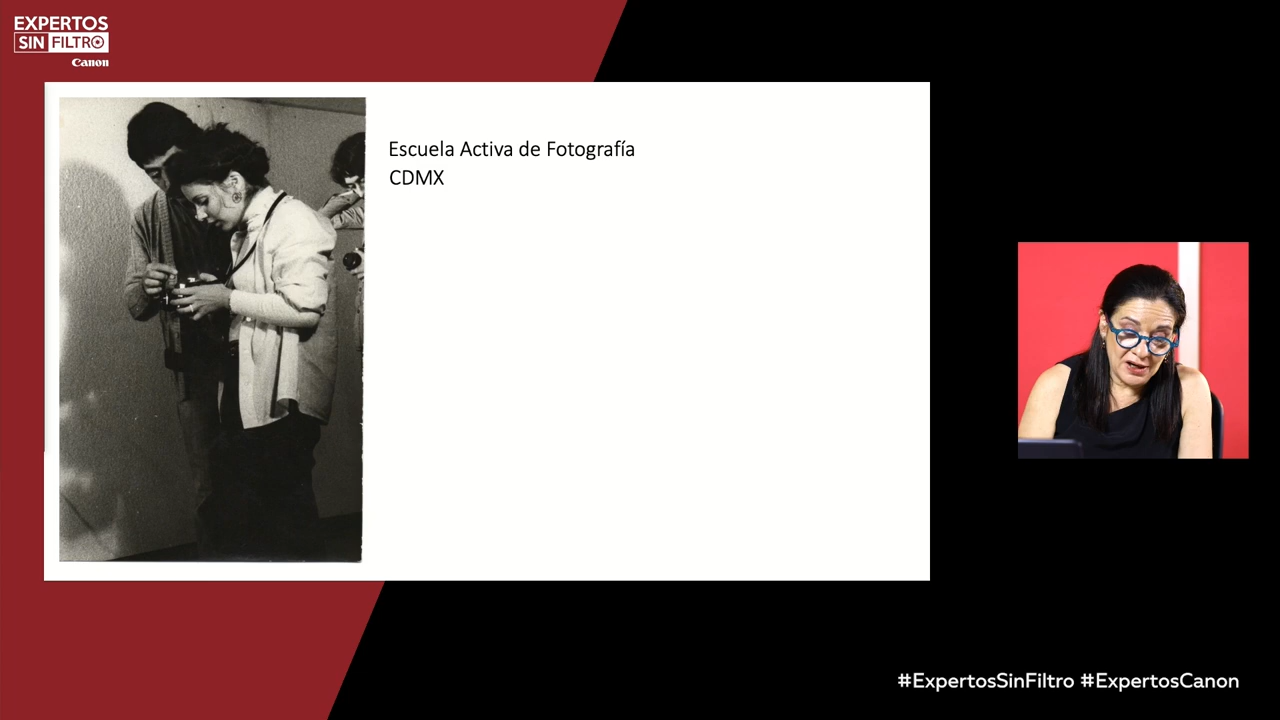 EXPERTOS
SIN FILTRO
Canon
Escuela Activa de Fotografía
CDMX
#ExpertosSinFiltro #ExpertosCanon